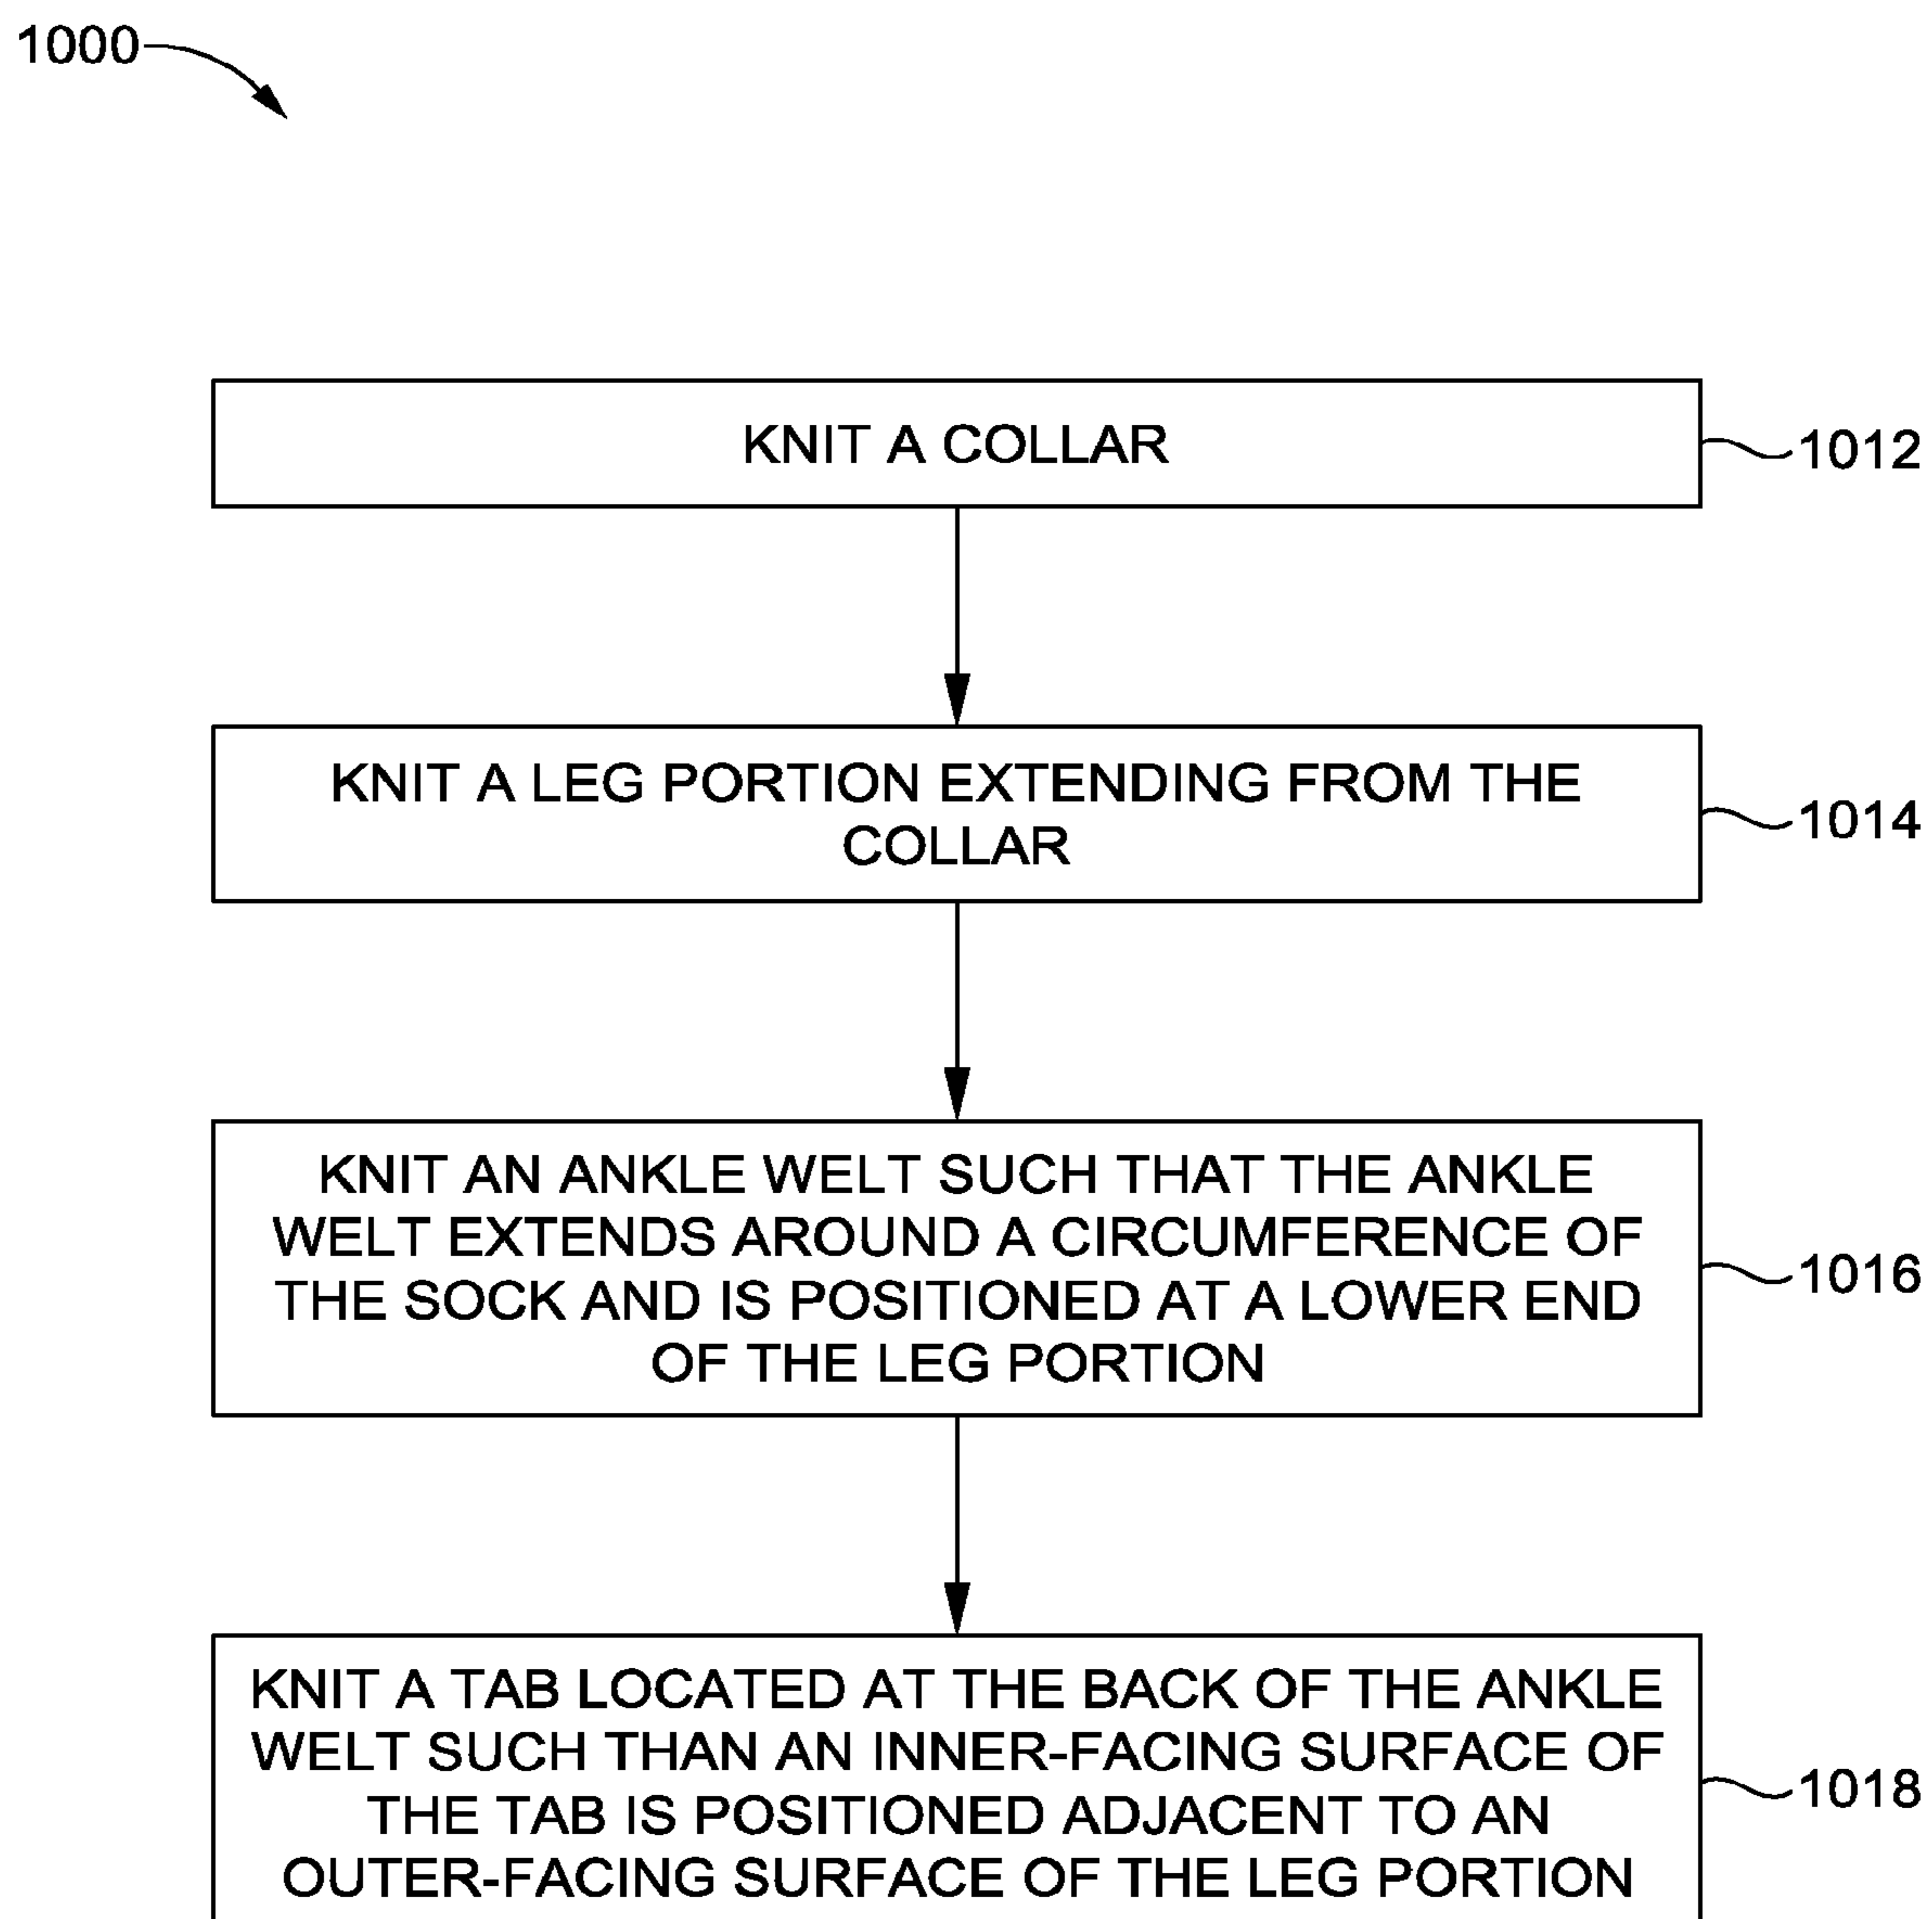 1000
KNIT A COLLAR
1012
KNIT A LEG PORTION EXTENDING FROM THE
COLLAR
1014
KNIT AN ANKLE WELT SUCH THAT THE ANKLE
WELT EXTENDS AROUND A CIRCUMFERENCE OF
THE SOCK AND IS POSITIONED AT A LOWER END
OF THE LEG PORTION
1016
KNIT A TAB LOCATED AT THE BACK OF THE ANKLE
WELT SUCH THAN AN INNER-FACING SURFACE OF
THE TAB IS POSITIONED ADJACENT TO AN
OUTER-FACING SURFACE OF THE LEG PORTION
1018